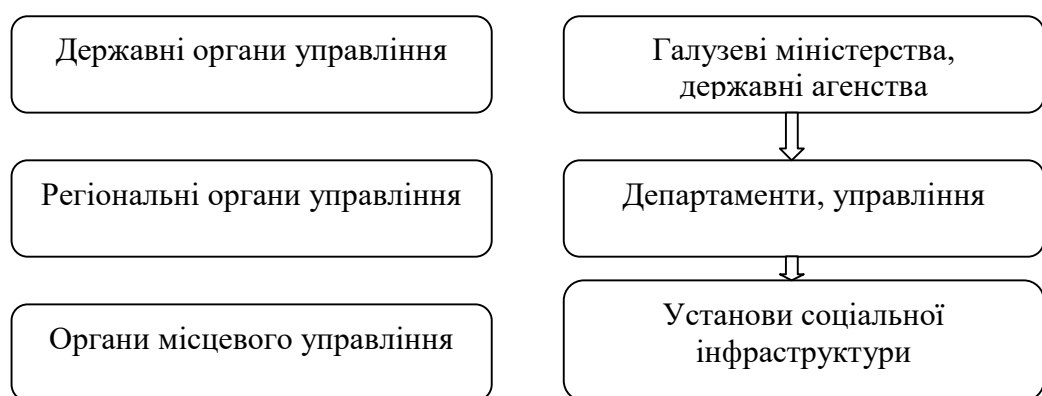 Державні органи управління
Галузеві міністерства,
державні агенства
Регіональні органи управління
Департаменти, управління
Органи місцевого управління
Установи соціальної
інфраструктури